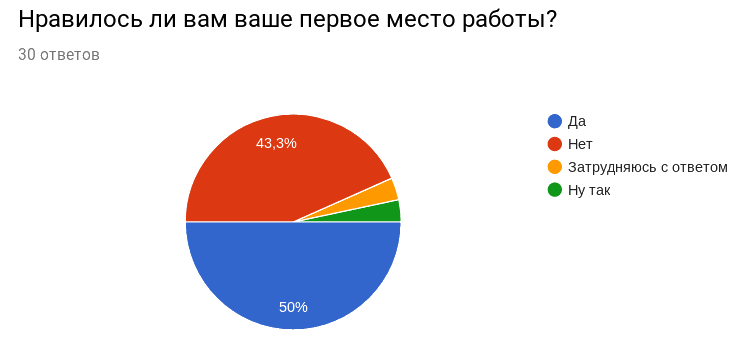 Нравилось ли вам ваше первое место работы?
30 ответов
43,3%
50%
Да
Нет
Затрудняюсь с ответом
Ну так